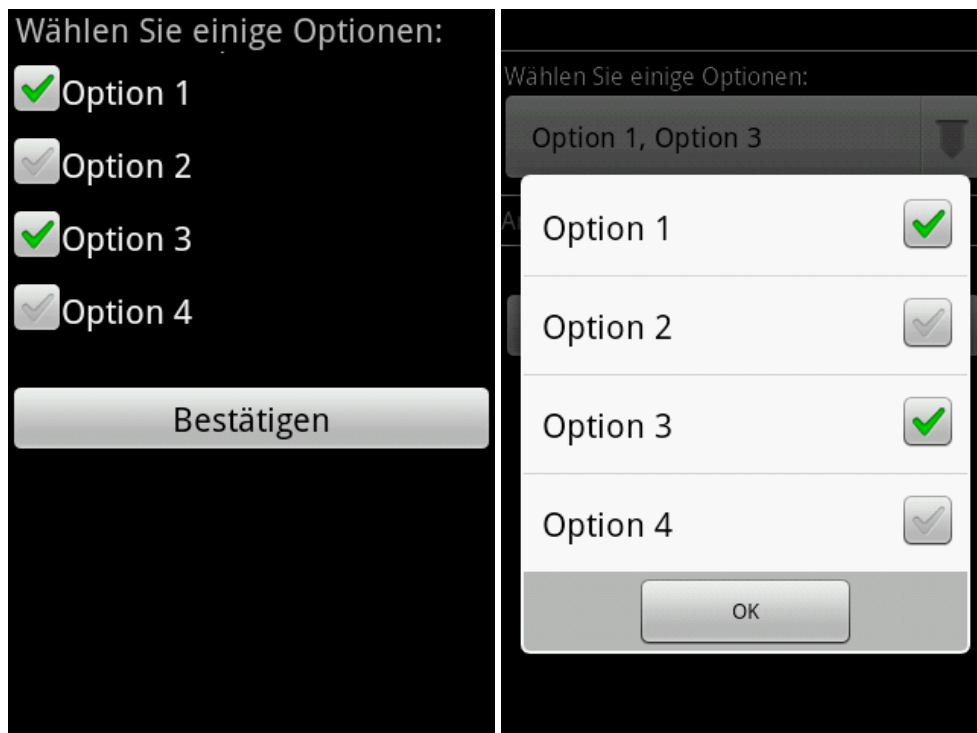 Wählen Sie einige Optionen:
Option 1
Option 2
Option 3
Option 4
Bestätigen
Wählen Sie einige Optionen:
Option 1, Option 3
Option 1
Option 2
Option 3
Option 4
OK